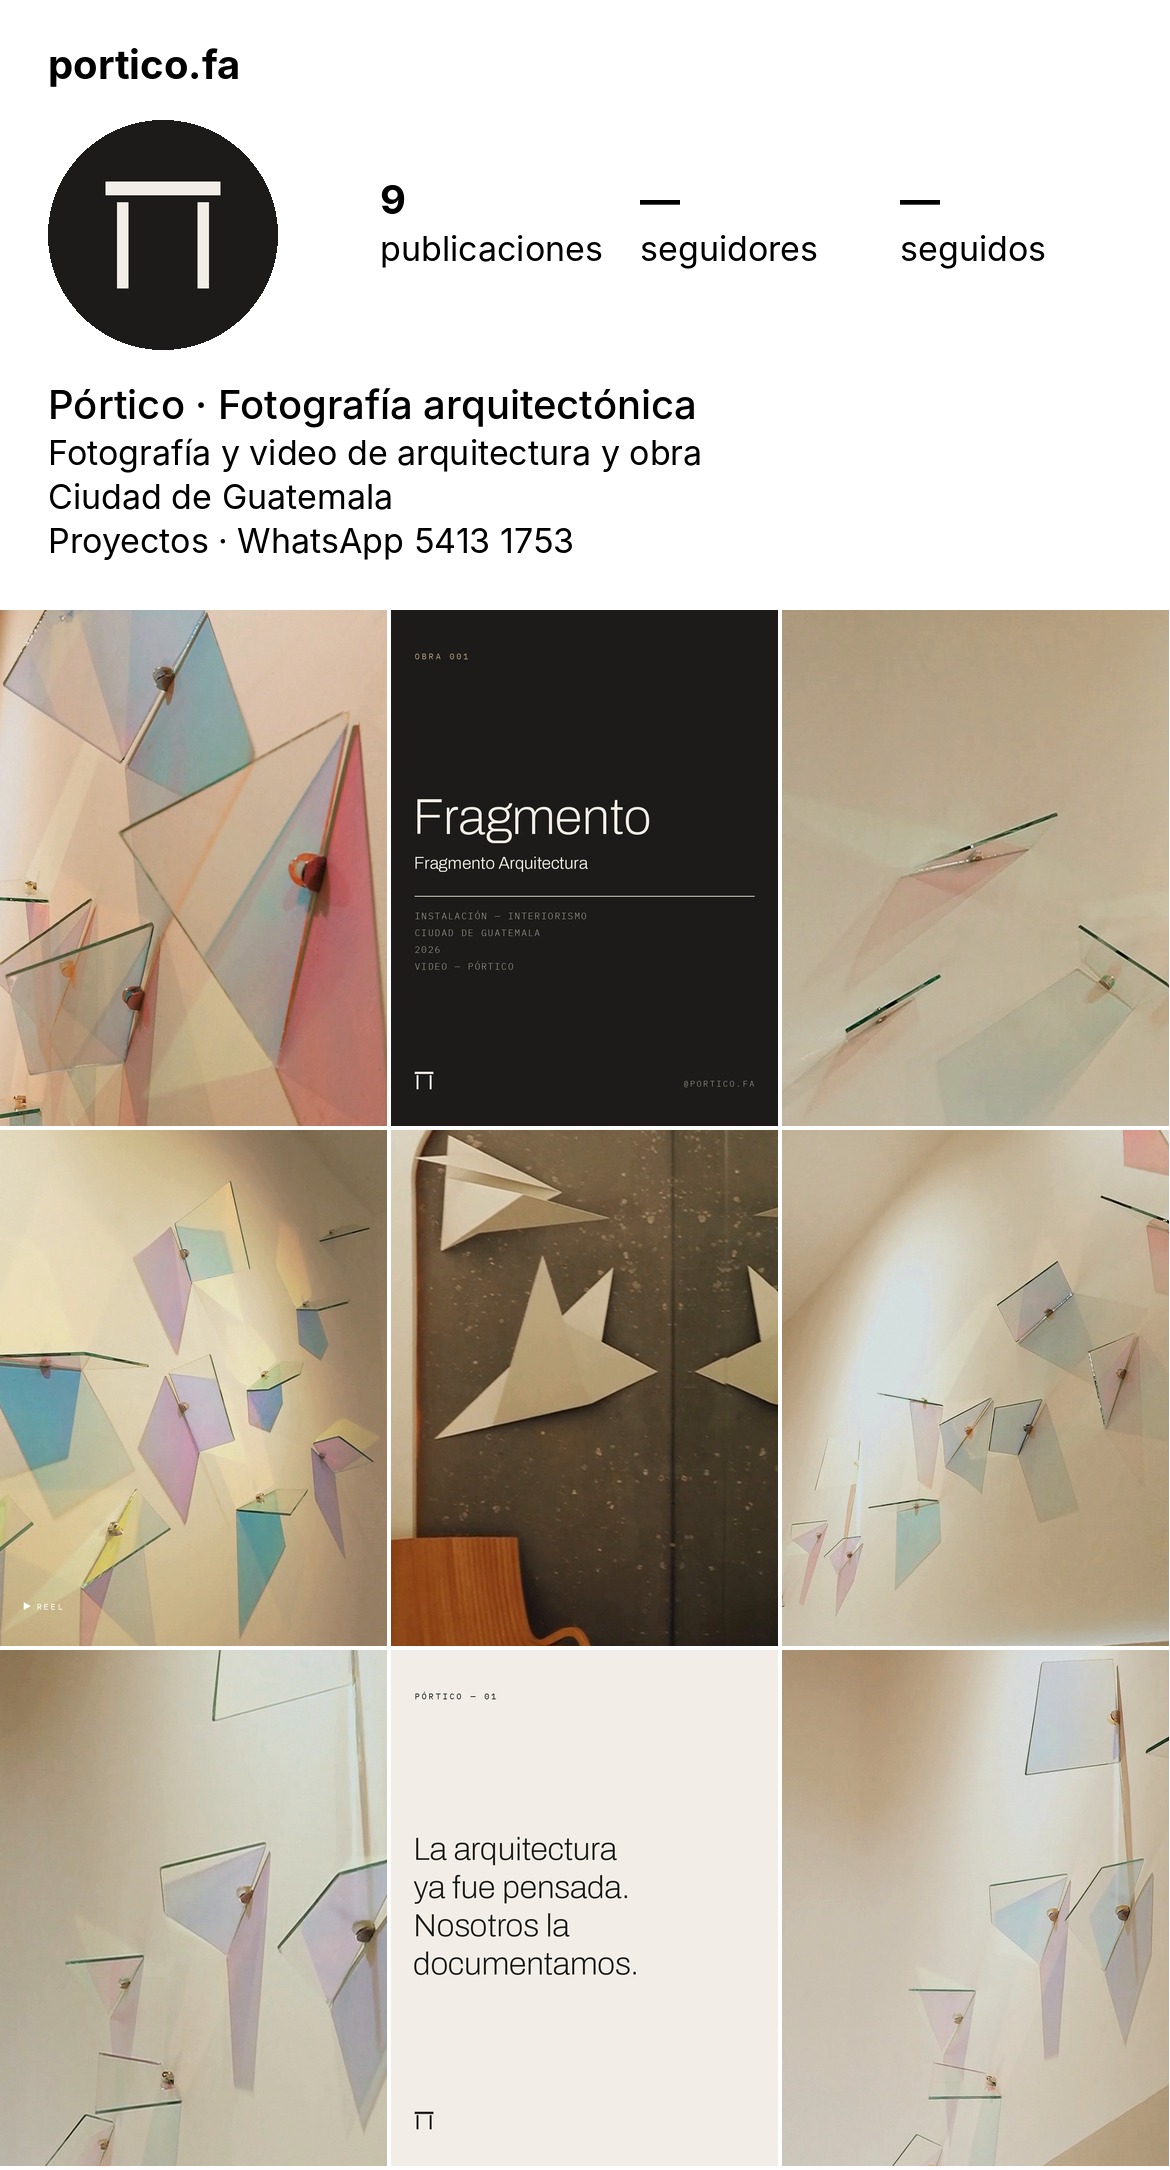 portico.fa
9
publicaciones
—
seguidores
—
seguidos
Pórtico · Fotografía arquitectónica
Fotografía y video de arquitectura y obra
Ciudad de Guatemala
Proyectos · WhatsApp 5413 1753
OBRA 001
Fragmento
Fragmento Arquitectura
INSTALACIÓN — INTERIORISMO
CIUDAD DE GUATEMALA
2026
VIDEO — PÓRTICO
@PORTICO.FA
REEL
PÓRTICO — 01
La arquitectura
ya fue pensada.
Nosotros la
documentamos.